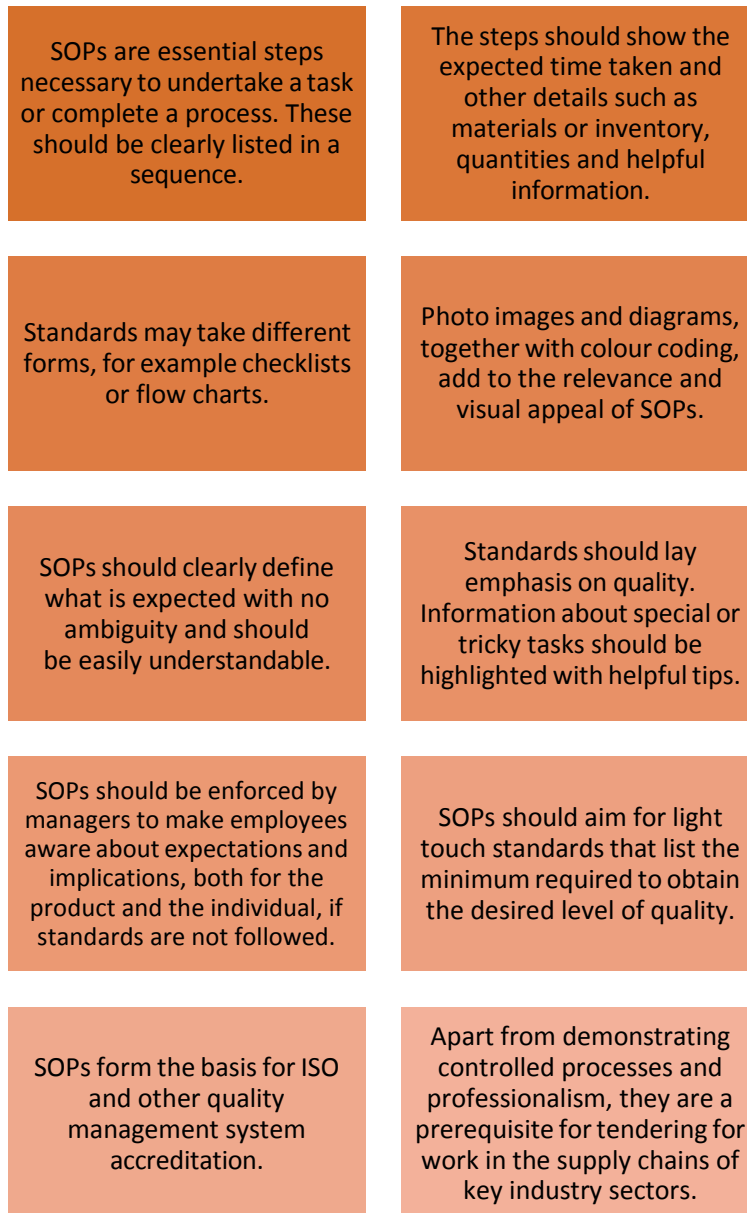 SOPs are essential steps
necessary to undertake a task
or complete a process. These
should be clearly listed in a
sequence.
The steps should show the
expected time taken and
other details such as
materials or inventory,
quantities and helpful
information.
Standards may take different
forms, for example checklists
or flow charts.
Photo images and diagrams,
together with colour coding,
add to the relevance and
visual appeal of SOPs.
SOPs should clearly define
what is expected with no
ambiguity and should
be easily understandable.
Standards should lay
emphasis on quality.
Information about special or
tricky tasks should be
highlighted with helpful tips.
SOPs should be enforced by
managers to make employees
aware about expectations and
implications, both for the
product and the individual, if
standards are not followed.
SOPs should aim for light
touch standards that list the
minimum required to obtain
the desired level of quality.
SOPs form the basis for ISO
and other quality
management system
accreditation.
Apart from demonstrating
controlled processes and
professionalism, they are a
prerequisite for tendering for
work in the supply chains of
key industry sectors.